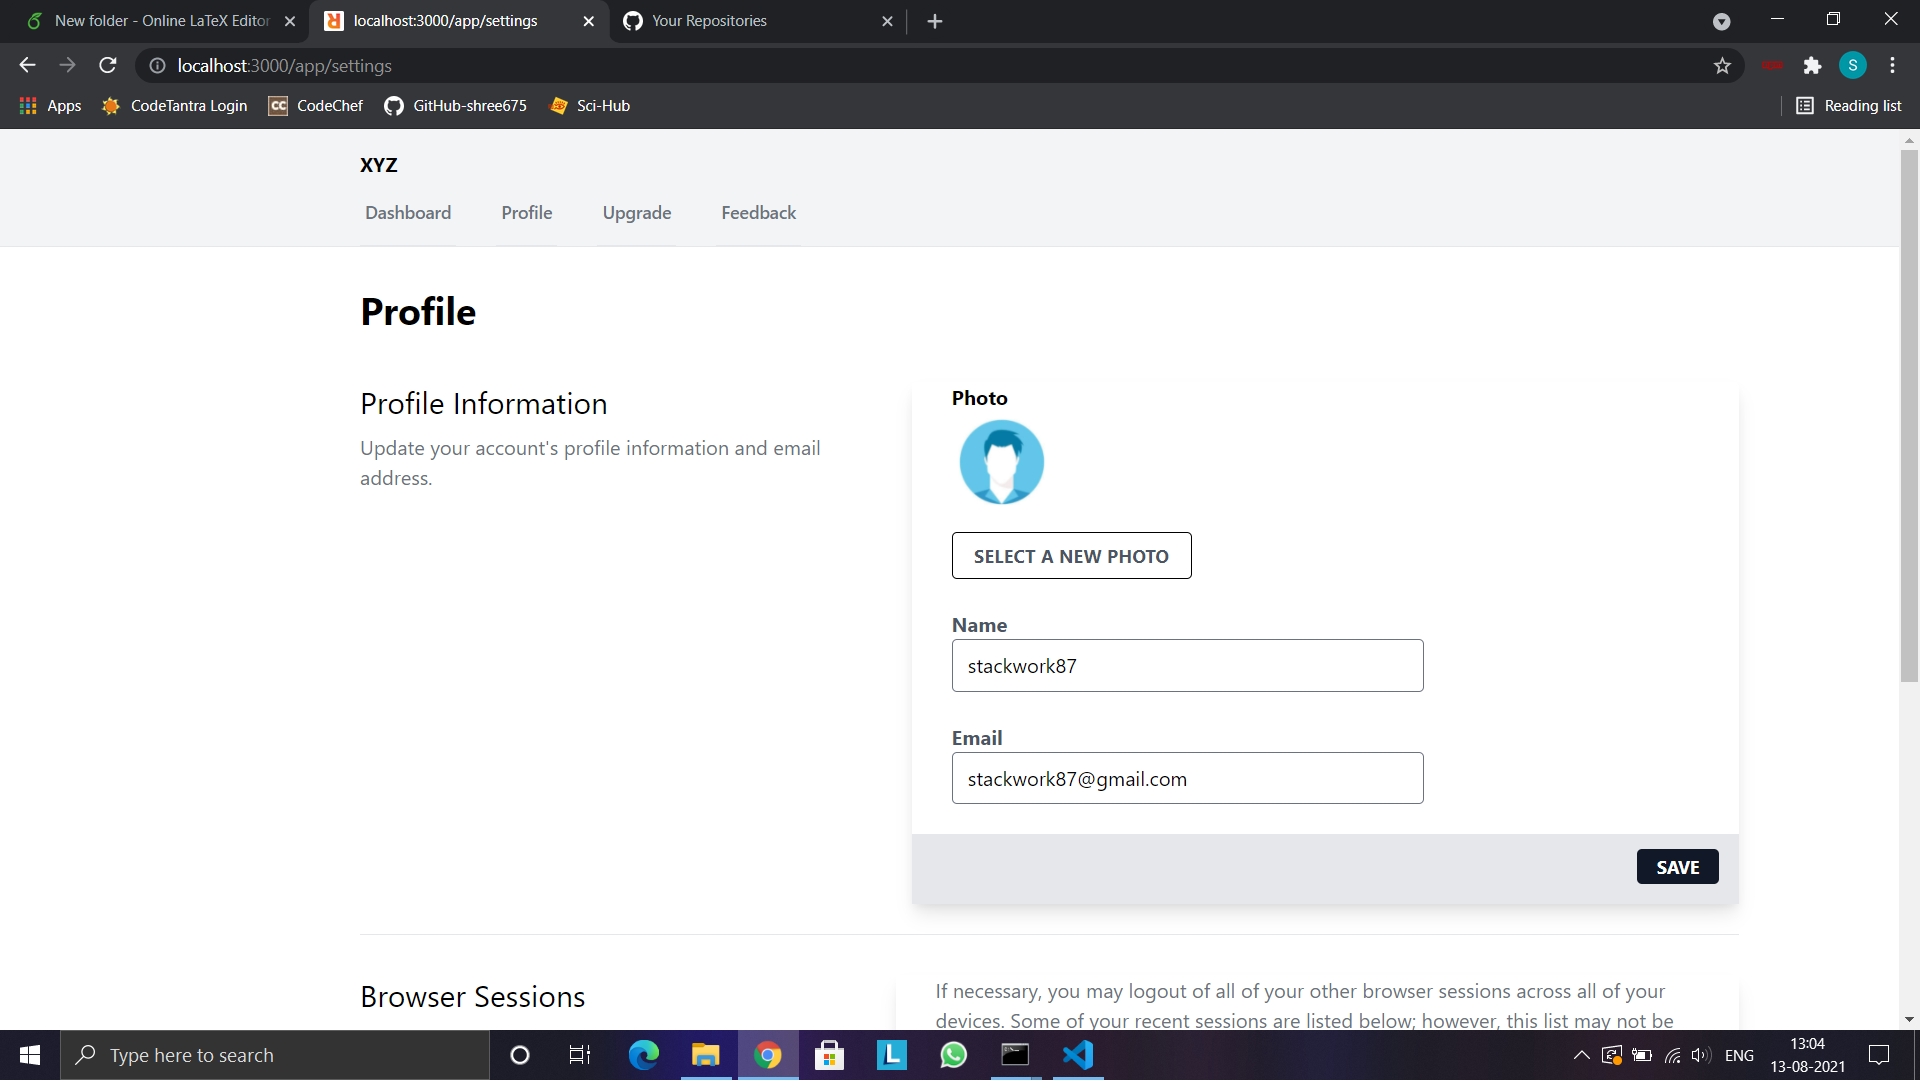 New folder - Online LaTeX Editor
localhost:3000/app/settings
Your Repositories
localhost:3000/app/settings
S
Apps
CodeTantra Login
CC
CodeChef
GitHub-shree675
Sci-Hub
Reading list
XYZ
Dashboard
Profile
Upgrade
Feedback
Profile
Profile Information
Update your account's profile information and email
address.
Photo
SELECT A NEW PHOTO
Name
stackwork87
Email
stackwork87@gmail.com
SAVE
Browser Sessions
If necessary, you may logout of all of your other browser sessions across all of your
devices. Some of your recent sessions are listed below; however, this list may not be
Type here to search
L
ENG
13:04
13-08-2021